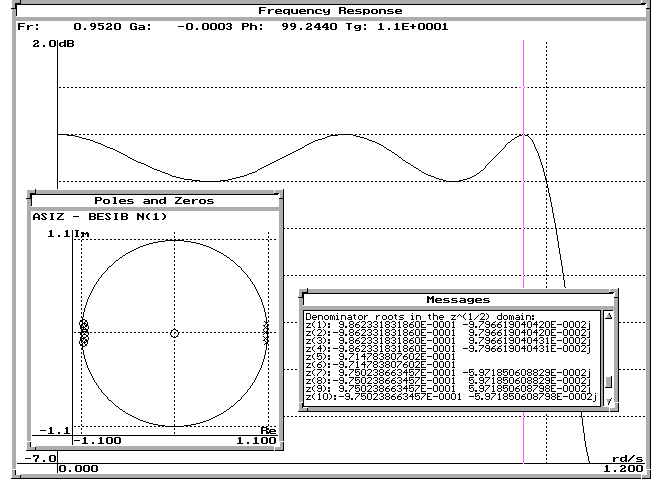 Frequency Response
Fr: 0.9520 Ga: -0.0003 Ph: 99.2440 Tg: 1.1E+0001
2.0dB
Poles and Zeros
ASIZ - BESIB N(1)
1.1 Im
-1.1
Re
-1.100 1.100
Messages
Denominator roots in the z^(1/2) domain:
z(1): 9.862331831860E-0001 -9.796619040420E-0002j
z(2):-9.862331831860E-0001 9.796619040420E-0002j
z(3): 9.862331831860E-0001 9.796619040431E-0002j
z(4):-9.862331831860E-0001 -9.796619040431E-0002j
z(5): 9.714783807602E-0001
z(6):-9.714783807602E-0001
z(7): 9.750238663457E-0001 -5.971850608829E-0002j
z(8):-9.750238663457E-0001 5.971850608829E-0002j
z(9): 9.750238663457E-0001 5.971850608798E-0002j
z(10):-9.750238663457E-0001 -5.971850608798E-0002j
-7.0
rd/s
0.000 1.200